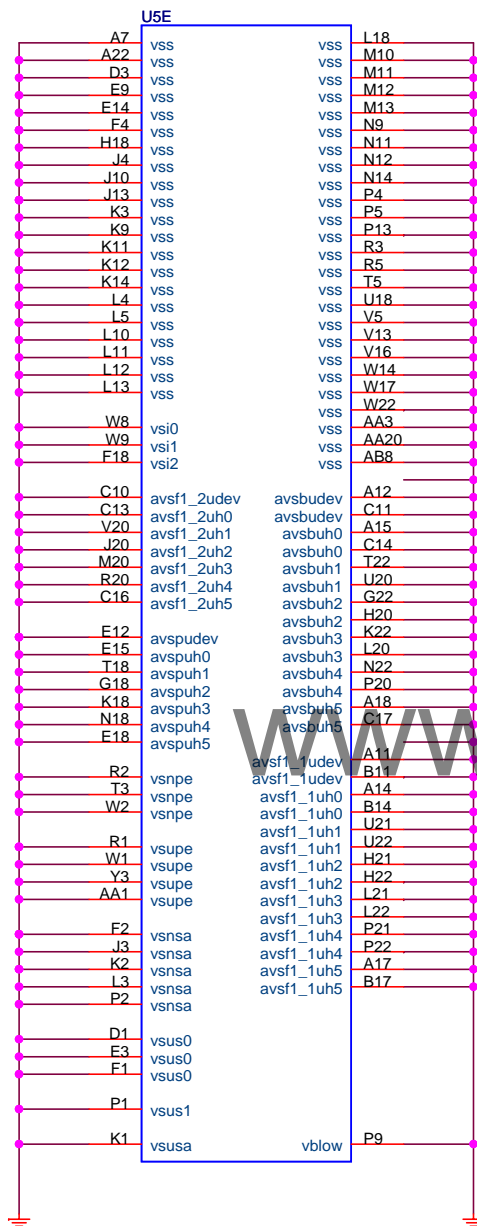 U5E
A7 vss vss L18
A22 vss vss M10
D3 vss vss M11
E9 vss vss M12
E14 vss vss M13
F4 vss vss N9
H18 vss vss N11
J4 vss vss N12
J10 vss vss N14
J13 vss vss P4
K3 vss vss P5
K9 vss vss P13
K11 vss vss R3
K12 vss vss R5
K14 vss vss T5
L4 vss vss U18
L5 vss vss V5
L10 vss vss V13
L11 vss vss V16
L12 vss vss W14
L13 vss vss W17
vss W22
W8 vsi0 vss AA3
W9 vsi1 vss AA20
F18 vsi2 vss AB8
C10 avsf1_2udev avsbudev A12
C13 avsf1_2uh0 avsbudev C11
V20 avsf1_2uh1 avsbuh0 A15
J20 avsf1_2uh2 avsbuh0 C14
M20 avsf1_2uh3 avsbuh1 T22
R20 avsf1_2uh4 avsbuh1 U20
C16 avsf1_2uh5 avsbuh2 G22
avsbuh2 H20
E12 avspudev avsbuh3 K22
E15 avspuh0 avsbuh3 L20
T18 avspuh1 avsbuh4 N22
G18 avspuh2 avsbuh4 P20
K18 avspuh3 avsbuh5 A18
N18 avspuh4 avsbuh5 C17
E18 avspuh5
avsf1_1udev A11
R2 vsnpe avsf1_1udev B11
T3 vsnpe avsf1_1uh0 A14
W2 vsnpe avsf1_1uh0 B14
avsf1_1uh1 U21
R1 vsupe avsf1_1uh1 U22
W1 vsupe avsf1_1uh2 H21
Y3 vsupe avsf1_1uh2 H22
AA1 vsupe avsf1_1uh3 L21
avsf1_1uh3 L22
F2 vsnsa avsf1_1uh4 P21
J3 vsnsa avsf1_1uh4 P22
K2 vsnsa avsf1_1uh5 A17
L3 vsnsa avsf1_1uh5 B17
P2 vsnsa
D1 vsus0
E3 vsus0
F1 vsus0
P1 vsus1
K1 vsusa vblow P9